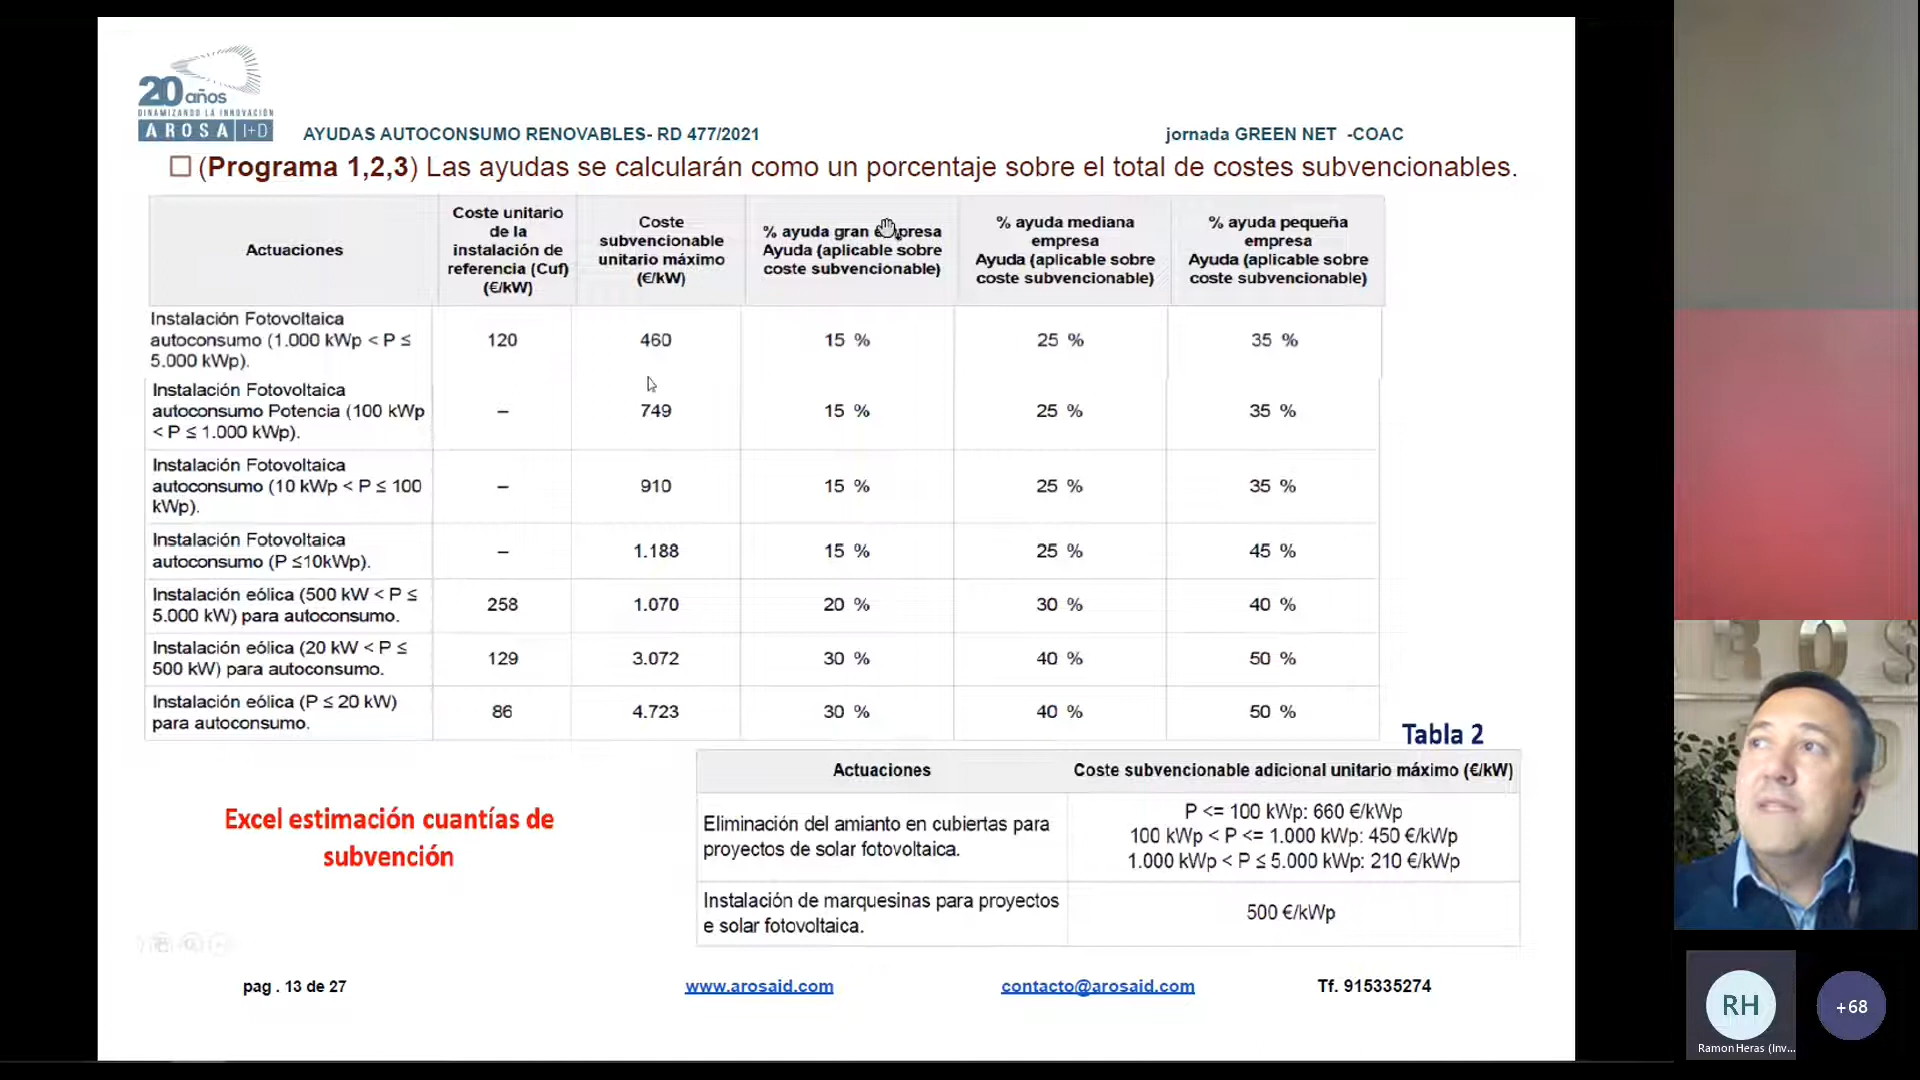 20 años
DINAMIZANDO LA INNOVACIÓN
AROSA I+D
AYUDAS AUTOCONSUMO RENOVABLES- RD 477/2021
jornada GREEN NET -COAC
(Programa 1,2,3) Las ayudas se calcularán como un porcentaje sobre el total de costes subvencionables.
Actuaciones
Coste unitario
de la
instalación de
referencia (Cuf)
(€/kW)
Coste
subvencionable
unitario máximo
(€/kW)
% ayuda gran empresa
Ayuda (aplicable sobre
coste subvencionable)
% ayuda mediana
empresa
Ayuda (aplicable sobre
coste subvencionable)
% ayuda pequeña
empresa
Ayuda (aplicable sobre
coste subvencionable)
Instalación Fotovoltaica
autoconsumo (1.000 kWp < P ≤
5.000 kWp).
120
460
15 %
25 %
35 %
Instalación Fotovoltaica
autoconsumo Potencia (100 kWp
< P ≤ 1.000 kWp).
–
749
15 %
25 %
35 %
Instalación Fotovoltaica
autoconsumo (10 kWp < P ≤ 100
kWp).
–
910
15 %
25 %
35 %
Instalación Fotovoltaica
autoconsumo (P ≤10kWp).
–
1.188
15 %
25 %
45 %
Instalación eólica (500 kW < P ≤
5.000 kW) para autoconsumo.
258
1.070
20 %
30 %
40 %
Instalación eólica (20 kW < P ≤
500 kW) para autoconsumo.
129
3.072
30 %
40 %
50 %
Instalación eólica (P ≤ 20 kW)
para autoconsumo.
86
4.723
30 %
40 %
50 %
Tabla 2
Actuaciones
Coste subvencionable adicional unitario máximo (€/kW)
Eliminación del amianto en cubiertas para
proyectos de solar fotovoltaica.
P <= 100 kWp: 660 €/kWp
100 kWp < P <= 1.000 kWp: 450 €/kWp
1.000 kWp < P ≤ 5.000 kWp: 210 €/kWp
Instalación de marquesinas para proyectos
e solar fotovoltaica.
500 €/kWp
Excel estimación cuantías de
subvención
pag . 13 de 27
www.arosaid.com
contacto@arosaid.com
Tf. 915335274
ROS
RH
Ramon Heras (Inv...
+68